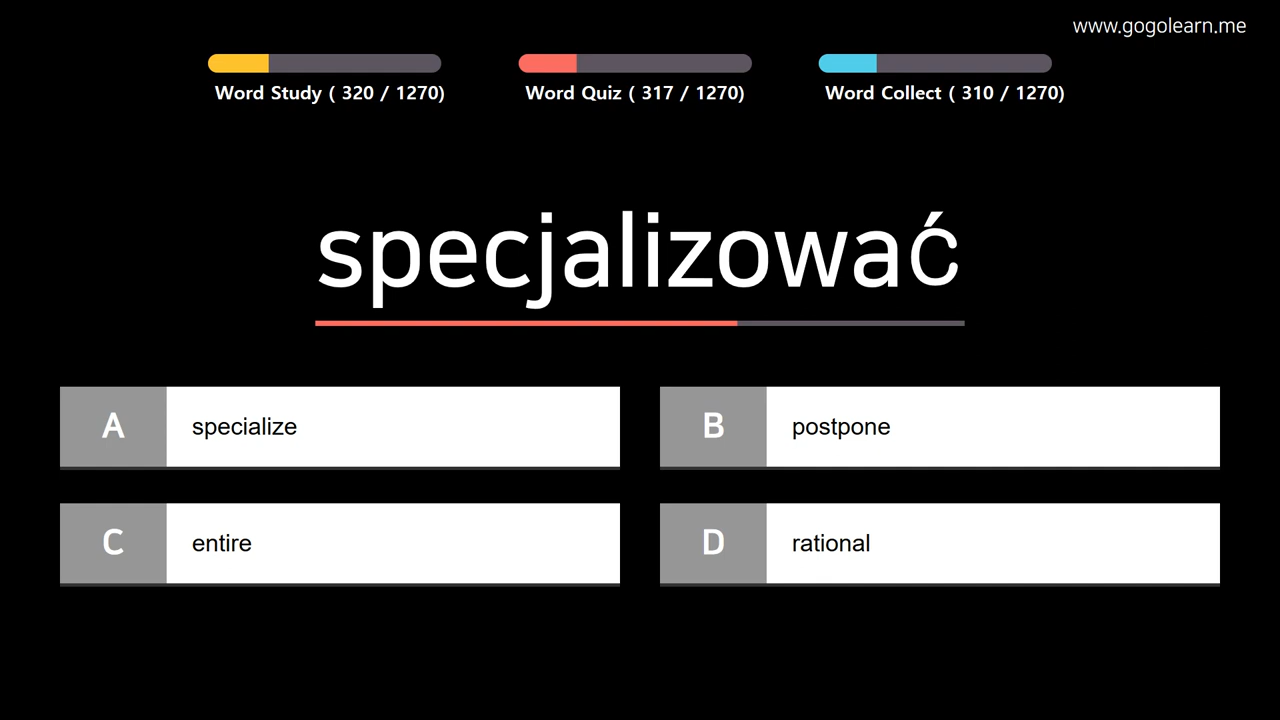 www.gogolearn.me
Word Study ( 320 / 1270)
Word Quiz ( 317 / 1270)
Word Collect ( 310 / 1270)
specjalizować
A specialize
B postpone
C entire
D rational